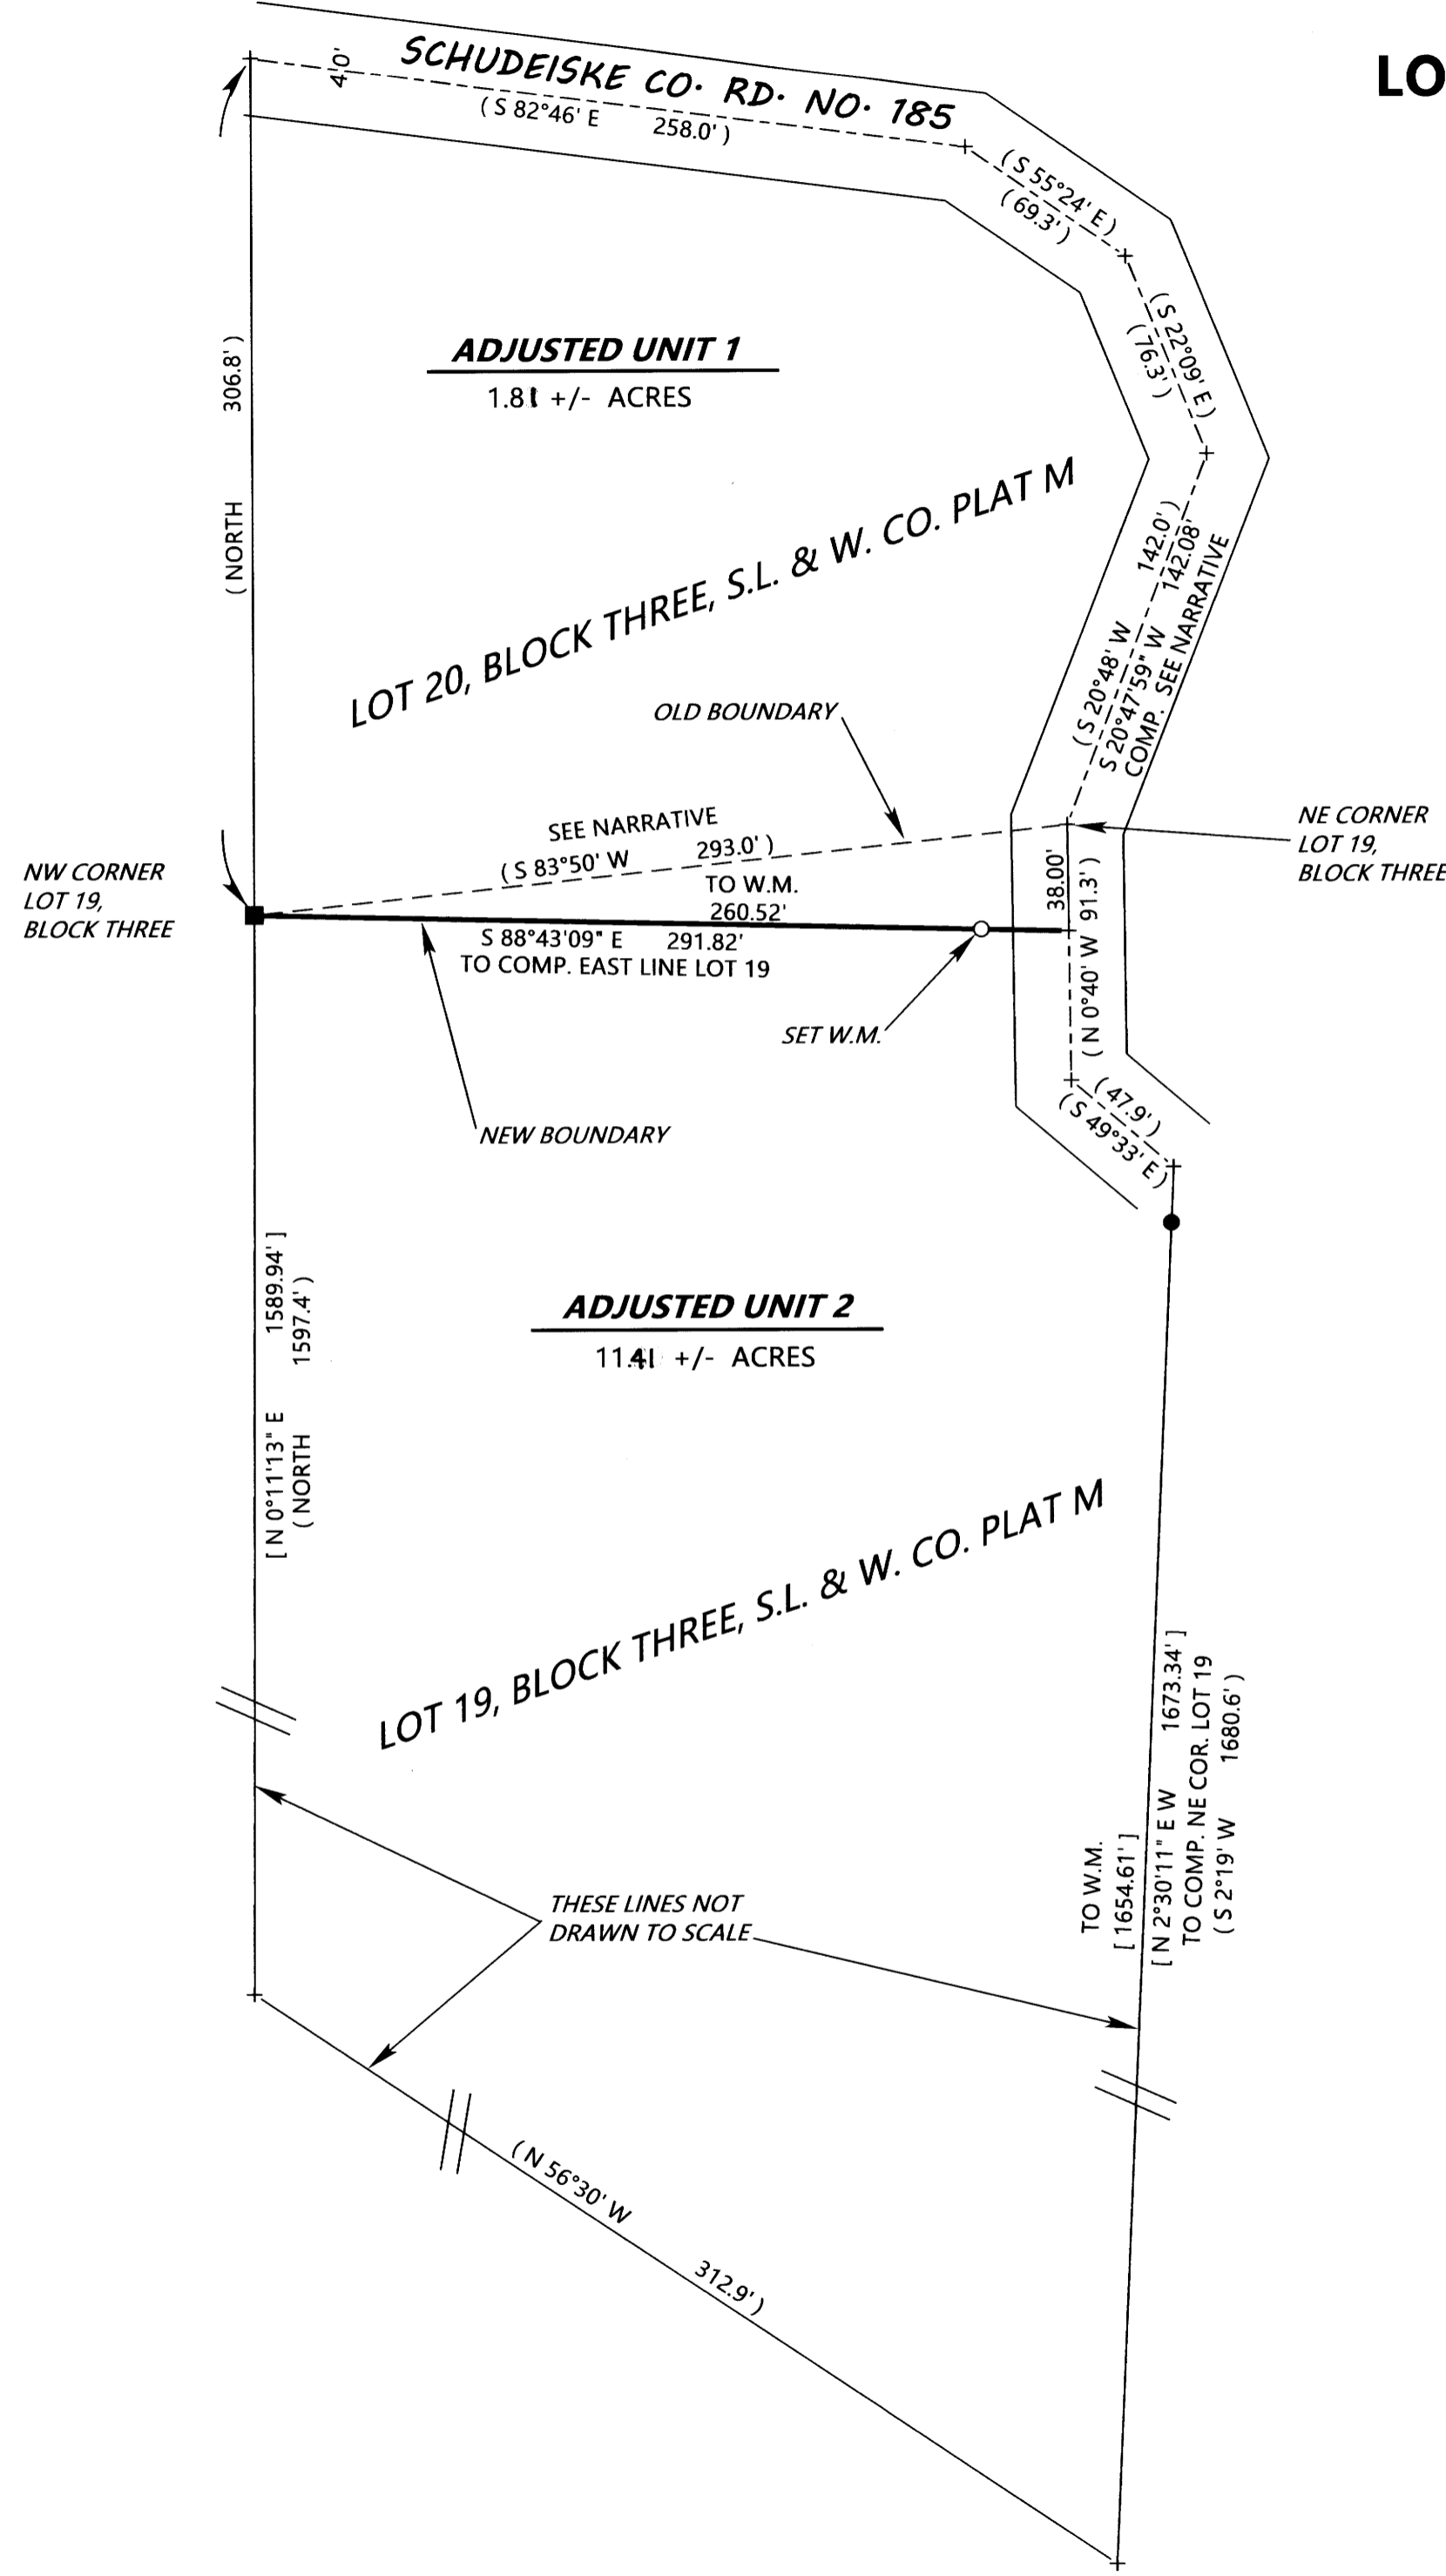 LO
SCHUDEISKE CO. RD. NO. 185
40'
( S 82°46' E 258.0' )
( S 55°24' E )
( 69.3' )
( S 22°09' E )
( 76.3' )
( NORTH 306.8' )
ADJUSTED UNIT 1
1.81 +/- ACRES
LOT 20, BLOCK THREE, S.L. & W. CO. PLAT M
( S 20°48' W 142.0' )
S 20°47'59" W 142.08'
COMP. SEE NARRATIVE
OLD BOUNDARY
SEE NARRATIVE
( S 83°50' W 293.0' )
TO W.M.
260.52'
S 88°43'09" E 291.82'
TO COMP. EAST LINE LOT 19
NW CORNER
LOT 19,
BLOCK THREE
NE CORNER
LOT 19,
BLOCK THREE
38.00'
( N 0°40' W 91.3' )
SET W.M.
NEW BOUNDARY
( 47.9' )
( S 49°33' E )
[ N 0°11'13" E 1589.94' ]
( NORTH 1597.4' )
ADJUSTED UNIT 2
11.41 +/- ACRES
LOT 19, BLOCK THREE, S.L. & W. CO. PLAT M
TO W.M.
[ 1654.61' ]
[ N 2°30'11" E W 1673.34' ]
TO COMP. NE COR. LOT 19
( S 2°19' W 1680.6' )
THESE LINES NOT
DRAWN TO SCALE
( N 56°30' W 312.9' )